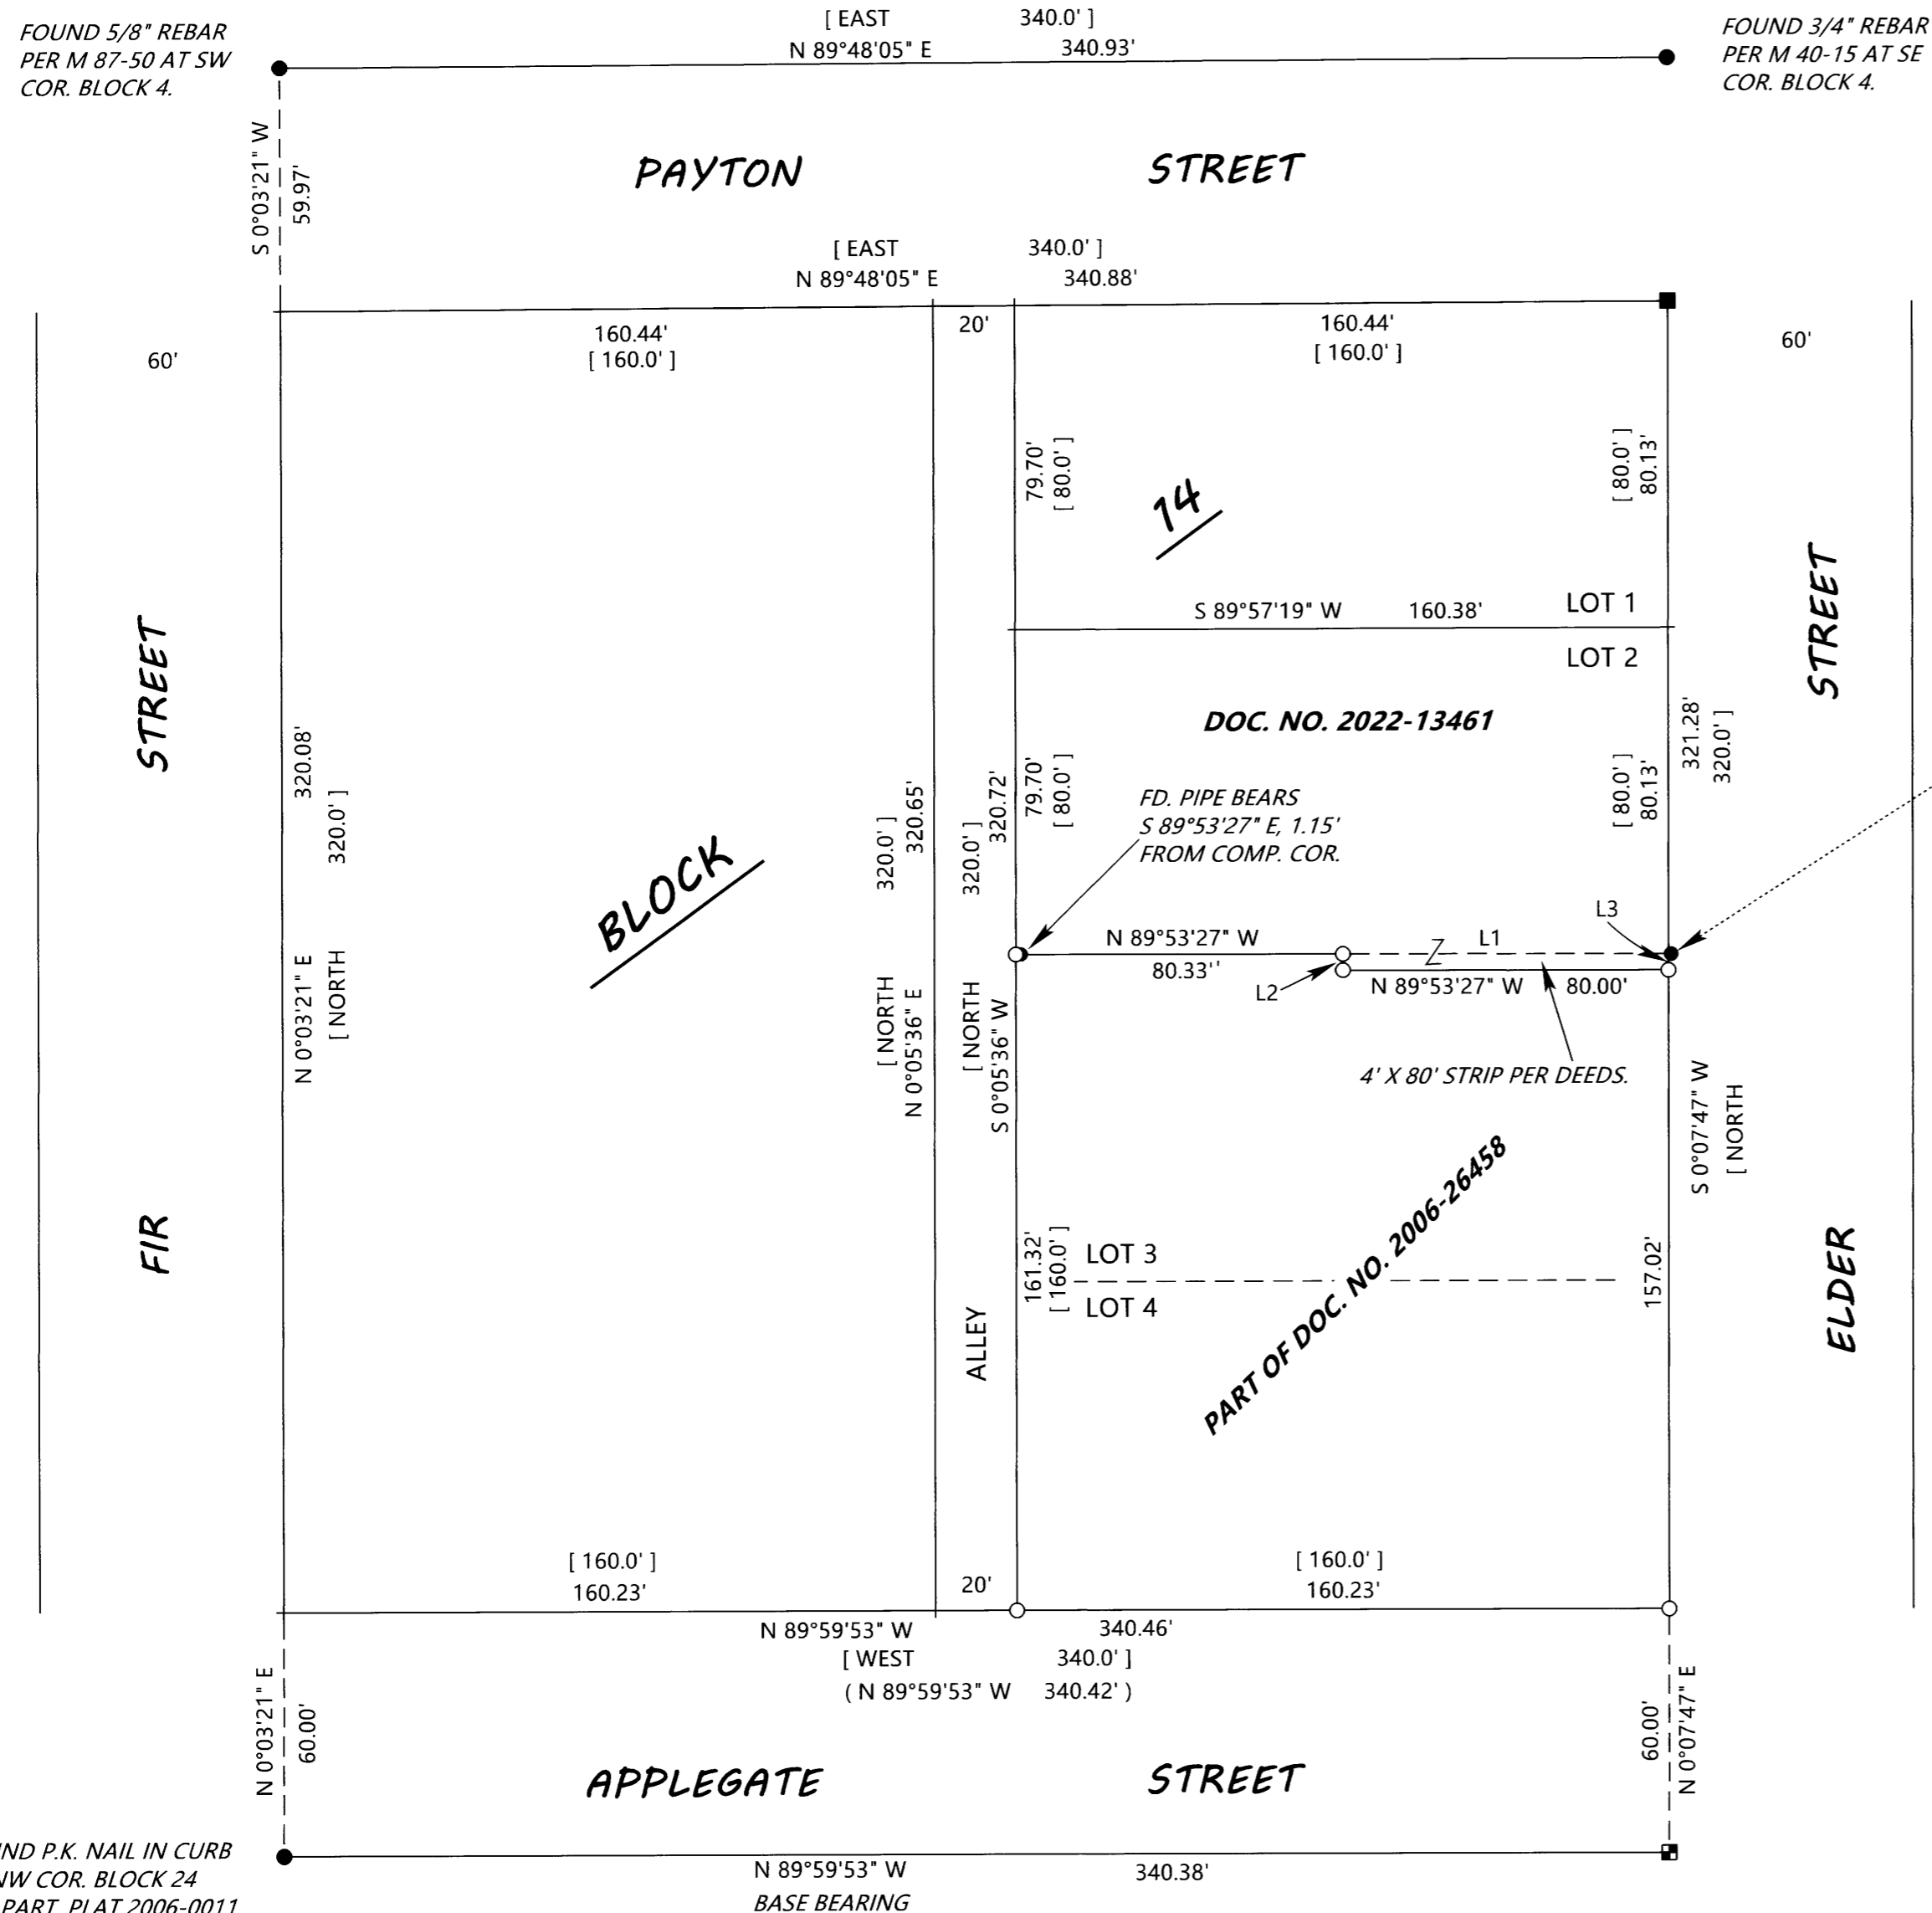 FOUND 5/8" REBAR
PER M 87-50 AT SW
COR. BLOCK 4.
[ EAST 340.0' ]
N 89°48'05" E 340.93'
FOUND 3/4" REBAR
PER M 40-15 AT SE
COR. BLOCK 4.
S 0°03'21" W
59.97'
PAYTON STREET
[ EAST 340.0' ]
N 89°48'05" E 340.88'
60'
160.44'
[ 160.0' ]
20'
160.44'
[ 160.0' ]
60'
79.70'
[ 80.0' ]
[ 80.0' ]
80.13'
14
S 89°57'19" W 160.38'
LOT 1
LOT 2
DOC. NO. 2022-13461
FIR STREET
N 0°03'21" E 320.08'
[ NORTH 320.0' ]
BLOCK
[ NORTH 320.0' ]
N 0°05'36" E 320.65'
[ NORTH 320.0' ]
S 0°05'36" W 320.72'
79.70'
[ 80.0' ]
FD. PIPE BEARS
S 89°53'27" E, 1.15'
FROM COMP. COR.
[ 80.0' ]
80.13'
321.28'
320.0' ]
S 0°07'47" W
[ NORTH
ELDER STREET
L3
N 89°53'27" W
80.33''
L1
L2
N 89°53'27" W 80.00'
4' X 80' STRIP PER DEEDS.
PART OF DOC. NO. 2006-26458
161.32'
[ 160.0' ]
LOT 3
LOT 4
157.02'
ALLEY
[ 160.0' ]
160.23'
20'
[ 160.0' ]
160.23'
N 89°59'53" W 340.46'
[ WEST 340.0' ]
( N 89°59'53" W 340.42' )
N 0°03'21" E
60.00'
60.00'
N 0°07'47" E
APPLEGATE STREET
ND P.K. NAIL IN CURB
NW COR. BLOCK 24
PART. PLAT 2006-0011
N 89°59'53" W 340.38'
BASE BEARING